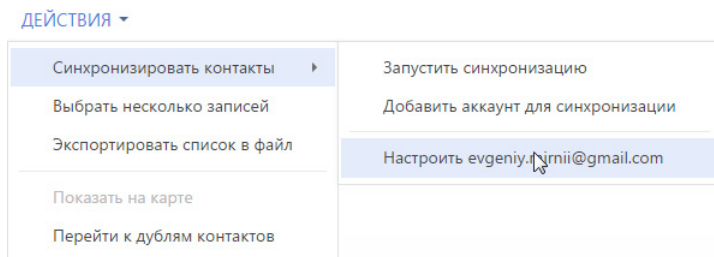 ДЕЙСТВИЯ
Синхронизировать контакты
Выбрать несколько записей
Экспортировать список в файл
Показать на карте
Перейти к дублям контактов
Запустить синхронизацию
Добавить аккаунт для синхронизации
Настроить